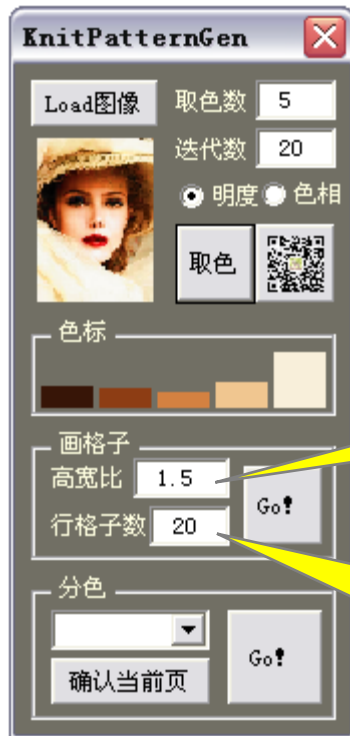 KnitPatternGen
Load图像 取色数 5
迭代数 20
明度 色相
取色
色标
画格子
高宽比 1.5
行格子数 20
Go!
分色
Go!
确认当前页